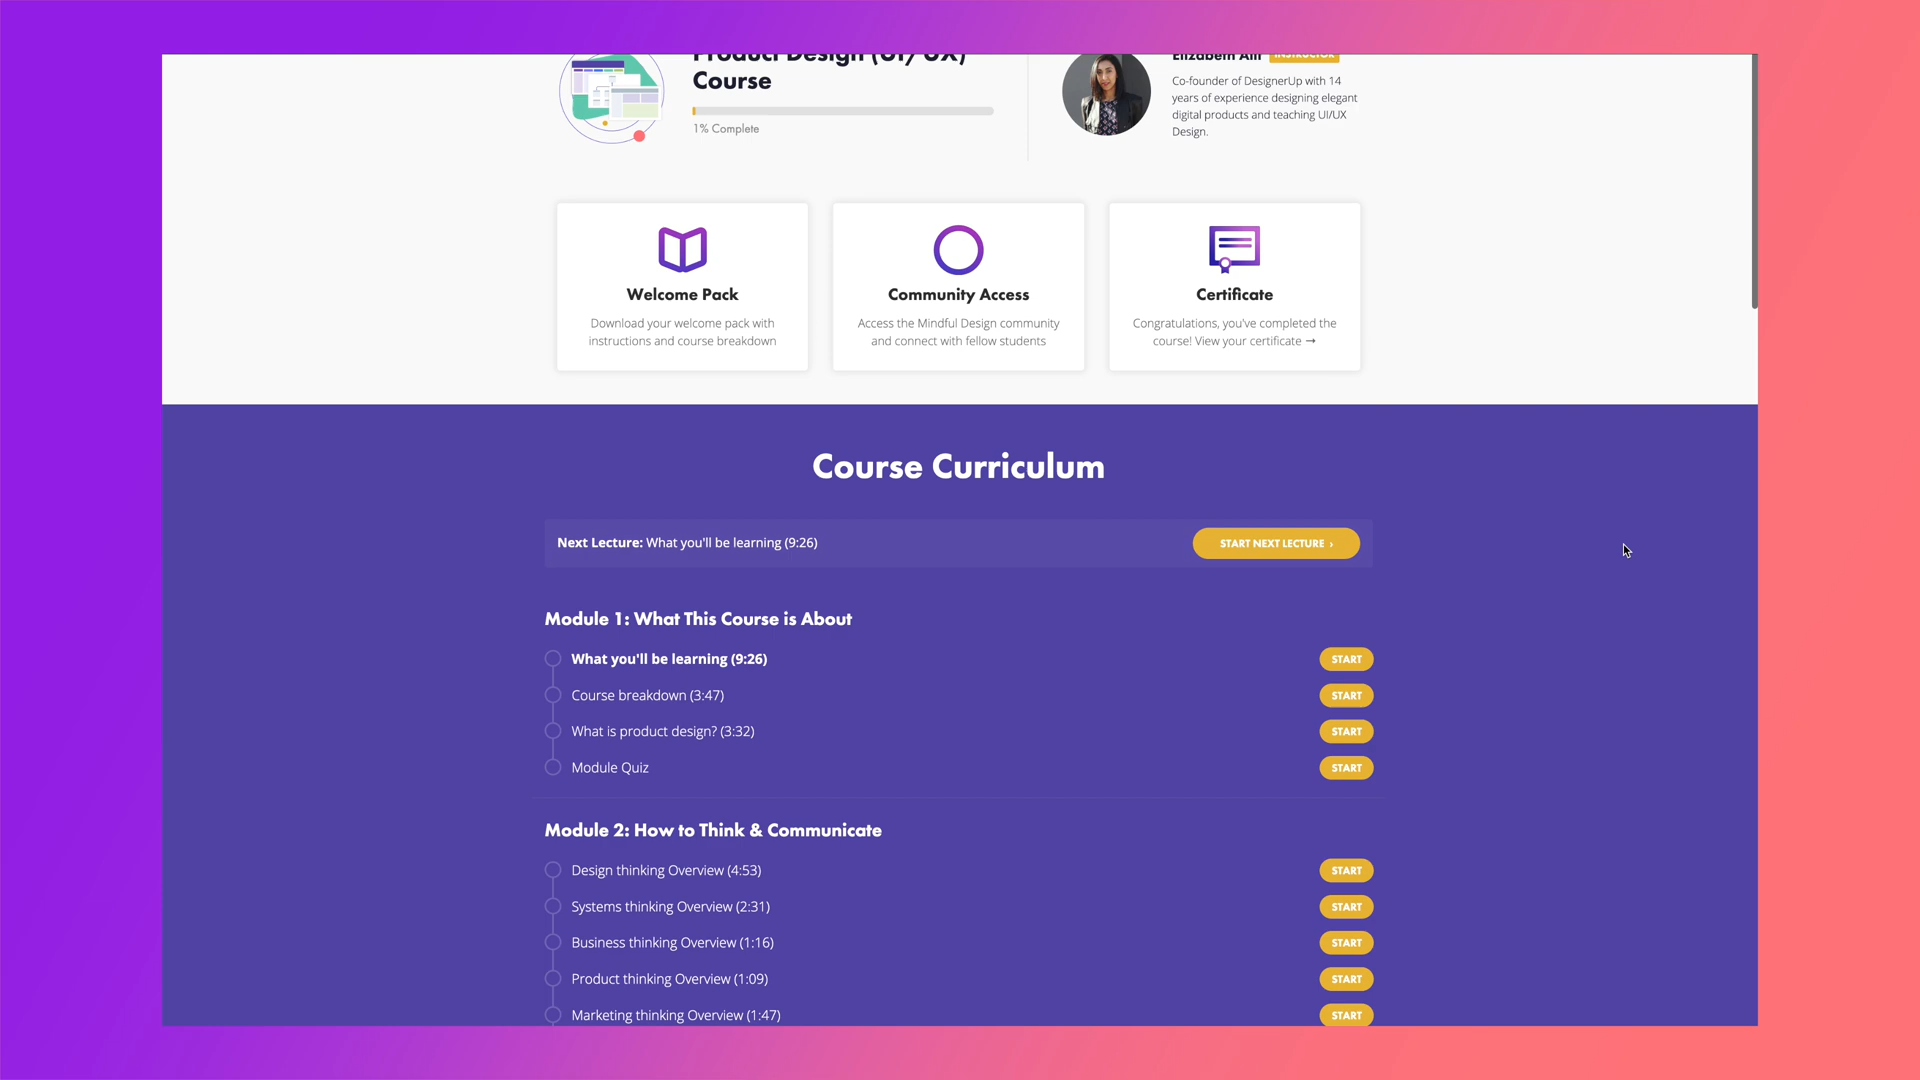 Product Design (UI/UX)
Course
1% Complete
Elizabeth Alli INSTRUCTOR
Co-founder of DesignerUp with 14
years of experience designing elegant
digital products and teaching UI/UX
Design.
Welcome Pack
Download your welcome pack with
instructions and course breakdown
Community Access
Access the Mindful Design community
and connect with fellow students
Certificate
Congratulations, you've completed the
course! View your certificate →
Course Curriculum
Next Lecture: What you'll be learning (9:26)
START NEXT LECTURE ›
Module 1: What This Course is About
What you'll be learning (9:26)
START
Course breakdown (3:47)
START
What is product design? (3:32)
START
Module Quiz
START
Module 2: How to Think & Communicate
Design thinking Overview (4:53)
START
Systems thinking Overview (2:31)
START
Business thinking Overview (1:16)
START
Product thinking Overview (1:09)
START
Marketing thinking Overview (1:47)
START